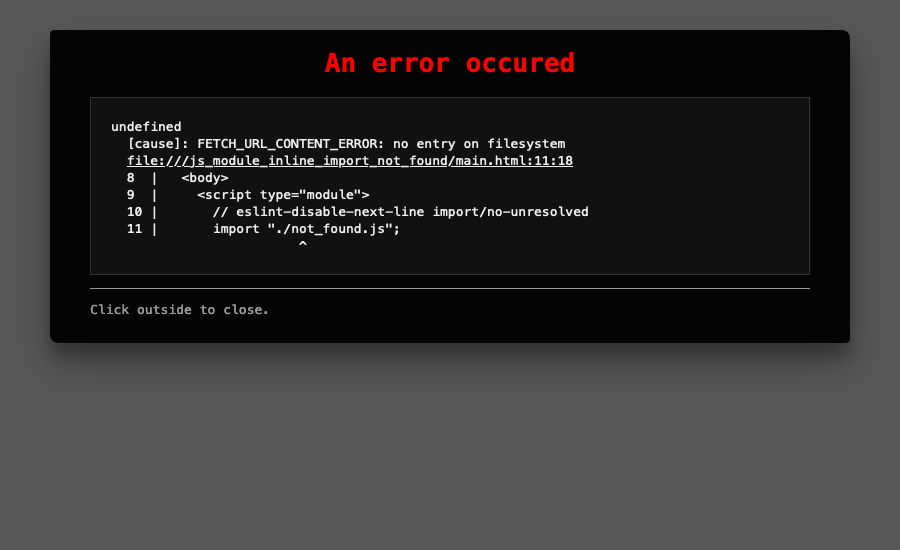 An error occured
undefined
[cause]: FETCH_URL_CONTENT_ERROR: no entry on filesystem
file:///js_module_inline_import_not_found/main.html:11:18
8  |   <body>
9  |     <script type="module">
10 |       // eslint-disable-next-line import/no-unresolved
11 |       import "./not_found.js";
^
Click outside to close.